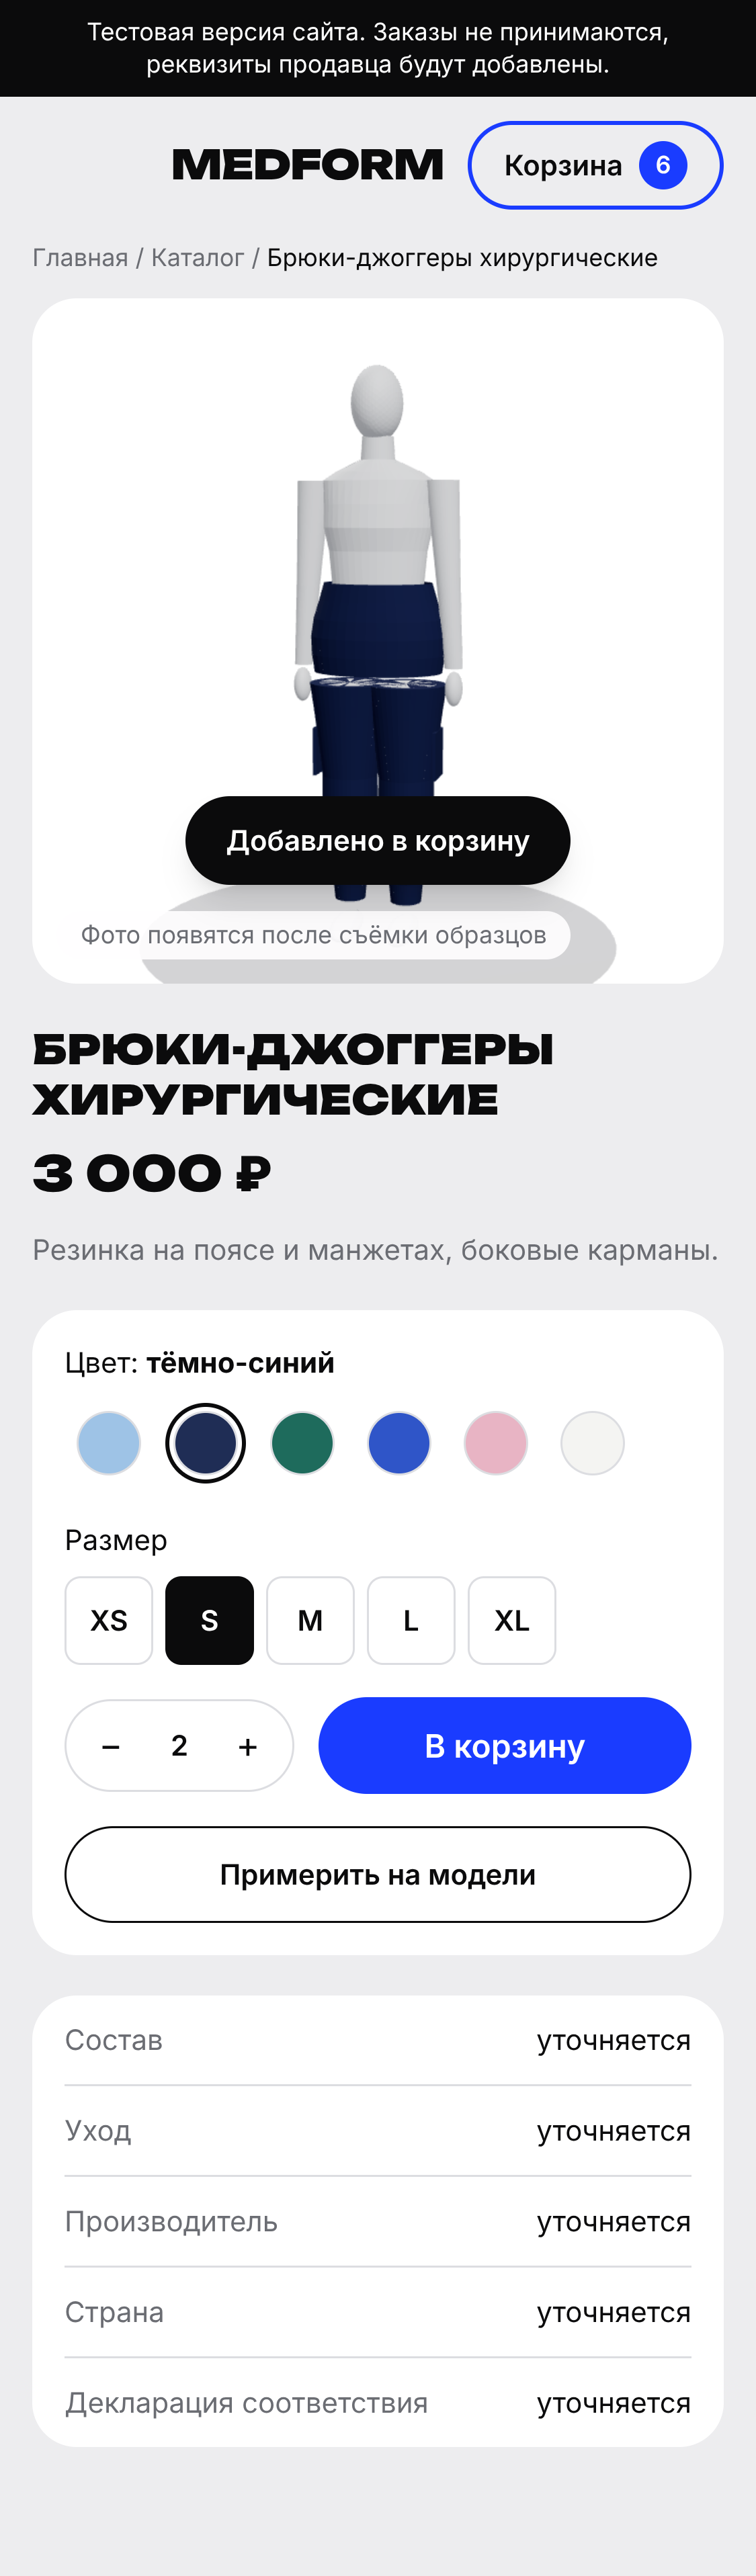 Тестовая версия сайта. Заказы не принимаются,
реквизиты продавца будут добавлены.
MEDFORM
Корзина 6
Главная / Каталог / Брюки-джоггеры хирургические
Добавлено в корзину
Фото появятся после съёмки образцов
БРЮКИ-ДЖОГГЕРЫ
ХИРУРГИЧЕСКИЕ
3 000 ₽
Резинка на поясе и манжетах, боковые карманы.
Цвет: тёмно-синий
Размер
XS S M L XL
− 2 + В корзину
Примерить на модели
Состав уточняется
Уход уточняется
Производитель уточняется
Страна уточняется
Декларация соответствия уточняется